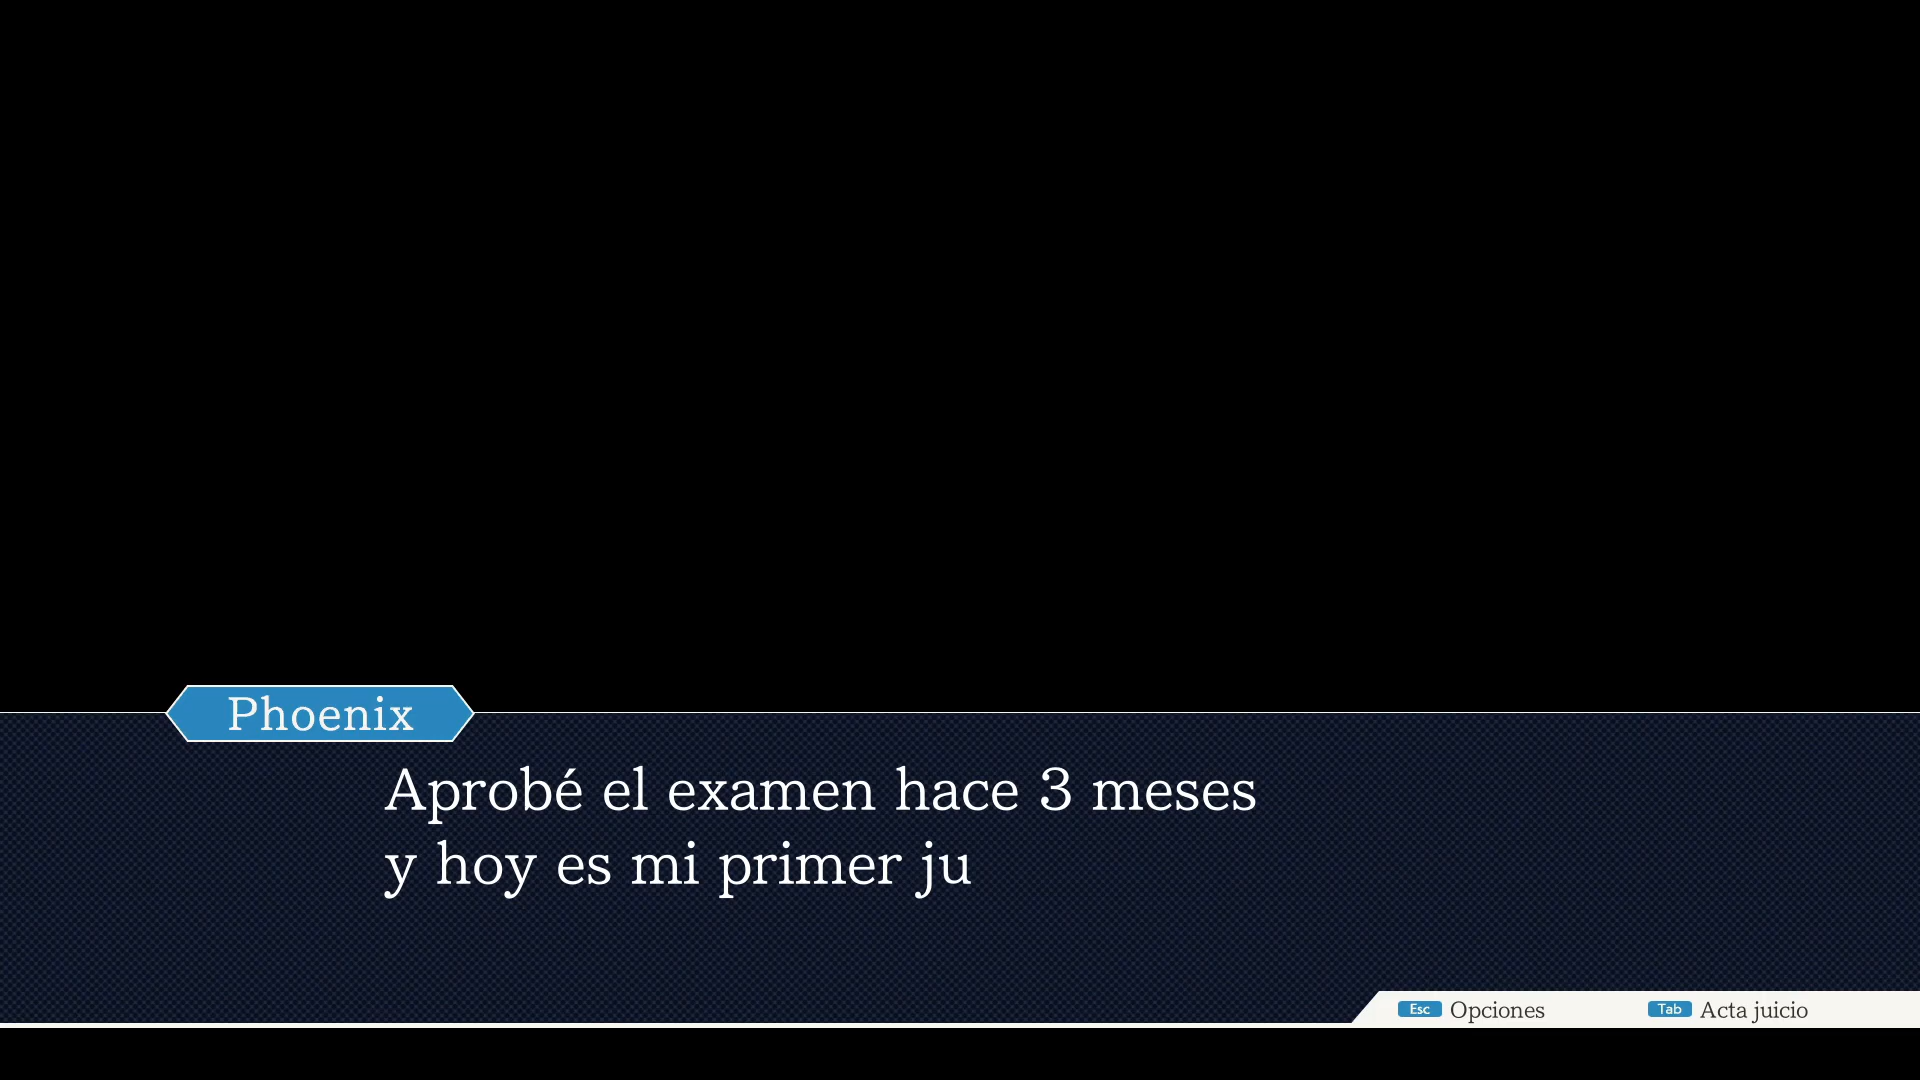 Phoenix
Aprobé el examen hace 3 meses
y hoy es mi primer ju
Esc Opciones Tab Acta juicio